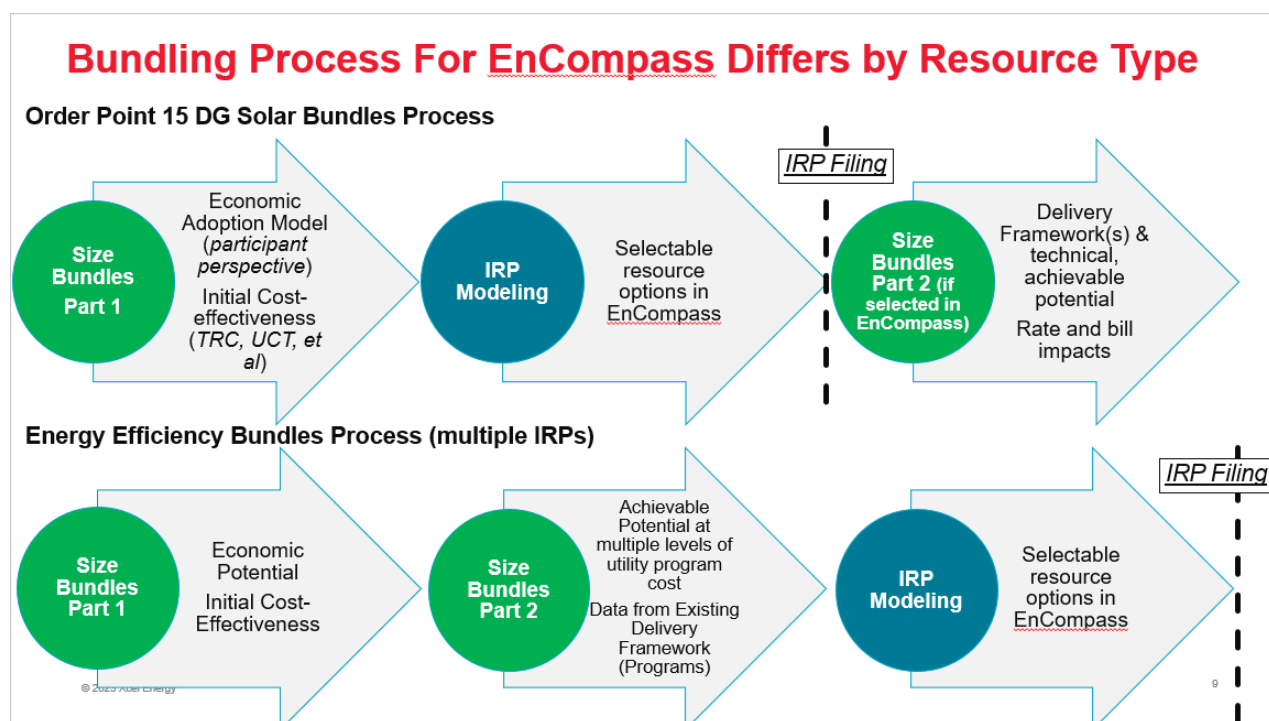 Bundling Process For EnCompass Differs by Resource Type
Order Point 15 DG Solar Bundles Process
Size
Bundles
Part 1
Economic
Adoption Model
(participant
perspective)
Initial Cost-
effectiveness
(TRC, UCT, et
al)
IRP
Modeling
Selectable
resource
options in
EnCompass
IRP Filing
Size
Bundles
Part 2 (if
selected in
EnCompass)
Delivery
Framework(s) &
technical,
achievable
potential
Rate and bill
impacts
Energy Efficiency Bundles Process (multiple IRPs)
Size
Bundles
Part 1
Economic
Potential
Initial Cost-
Effectiveness
Size
Bundles
Part 2
Achievable
Potential at
multiple levels of
utility program
cost
Data from Existing
Delivery
Framework
(Programs)
IRP
Modeling
Selectable
resource
options in
EnCompass
IRP Filing
© 2023 Xcel Energy
9